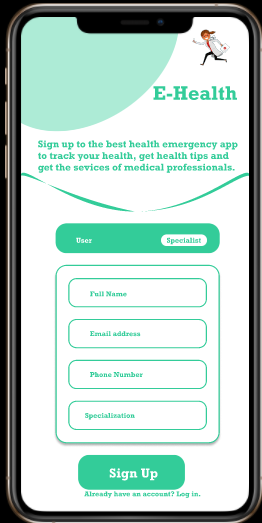 E-Health
Sign up to the best health emergency app
to track your health, get health tips and
get the sevices of medical professionals.
User
Specialist
Full Name
Email address
Phone Number
Specialization
Sign Up
Already have an account? Log in.